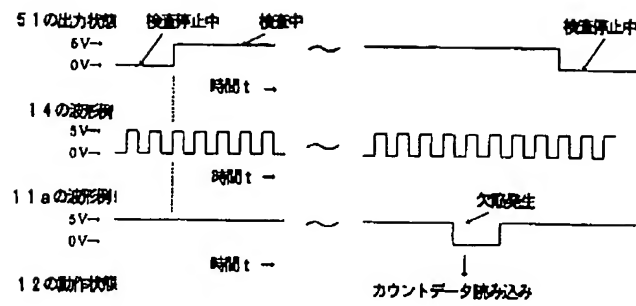 51の出力状態
5V→
0V→
検査停止中
検査中
検査停止中
時間t →
14の波形例
5V→
0V→
時間t →
11aの波形例
5V→
0V→
欠陥発生
時間t →
12の動作状態
カウントデータ読み込み